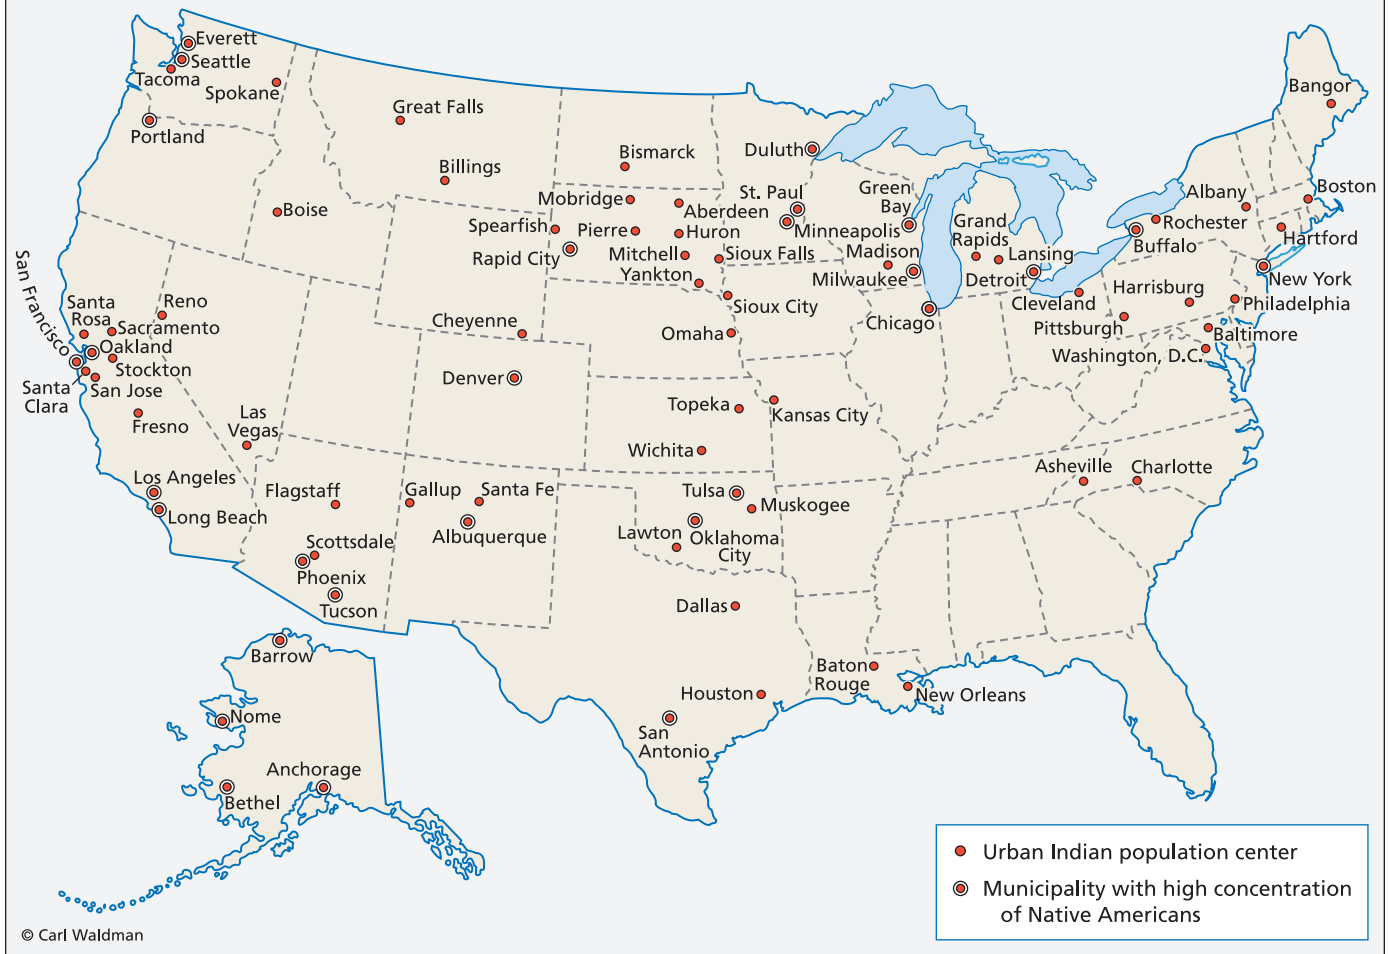 Everett
Seattle
Tacoma
Spokane
Portland
Great Falls
Billings
Boise
Bismarck
Mobridge
Aberdeen
Spearfish
Pierre
Huron
Rapid City
Mitchell
Sioux Falls
Yankton
Sioux City
Omaha
Duluth
St. Paul
Minneapolis
Green
Bay
Madison
Milwaukee
Chicago
Grand
Rapids
Lansing
Detroit
Cleveland
Bangor
Albany
Boston
Rochester
Buffalo
Hartford
New York
Harrisburg
Philadelphia
Pittsburgh
Baltimore
Washington, D.C.
San Francisco
Santa
Rosa
Reno
Sacramento
Oakland
Stockton
Santa
Clara
San Jose
Fresno
Las
Vegas
Los Angeles
Long Beach
Cheyenne
Denver
Topeka
Kansas City
Wichita
Flagstaff
Gallup
Santa Fe
Albuquerque
Scottsdale
Phoenix
Tucson
Tulsa
Muskogee
Lawton
Oklahoma
City
Asheville
Charlotte
Dallas
Houston
San
Antonio
Baton
Rouge
New Orleans
Barrow
Nome
Anchorage
Bethel
Urban Indian population center
Municipality with high concentration
of Native Americans
© Carl Waldman